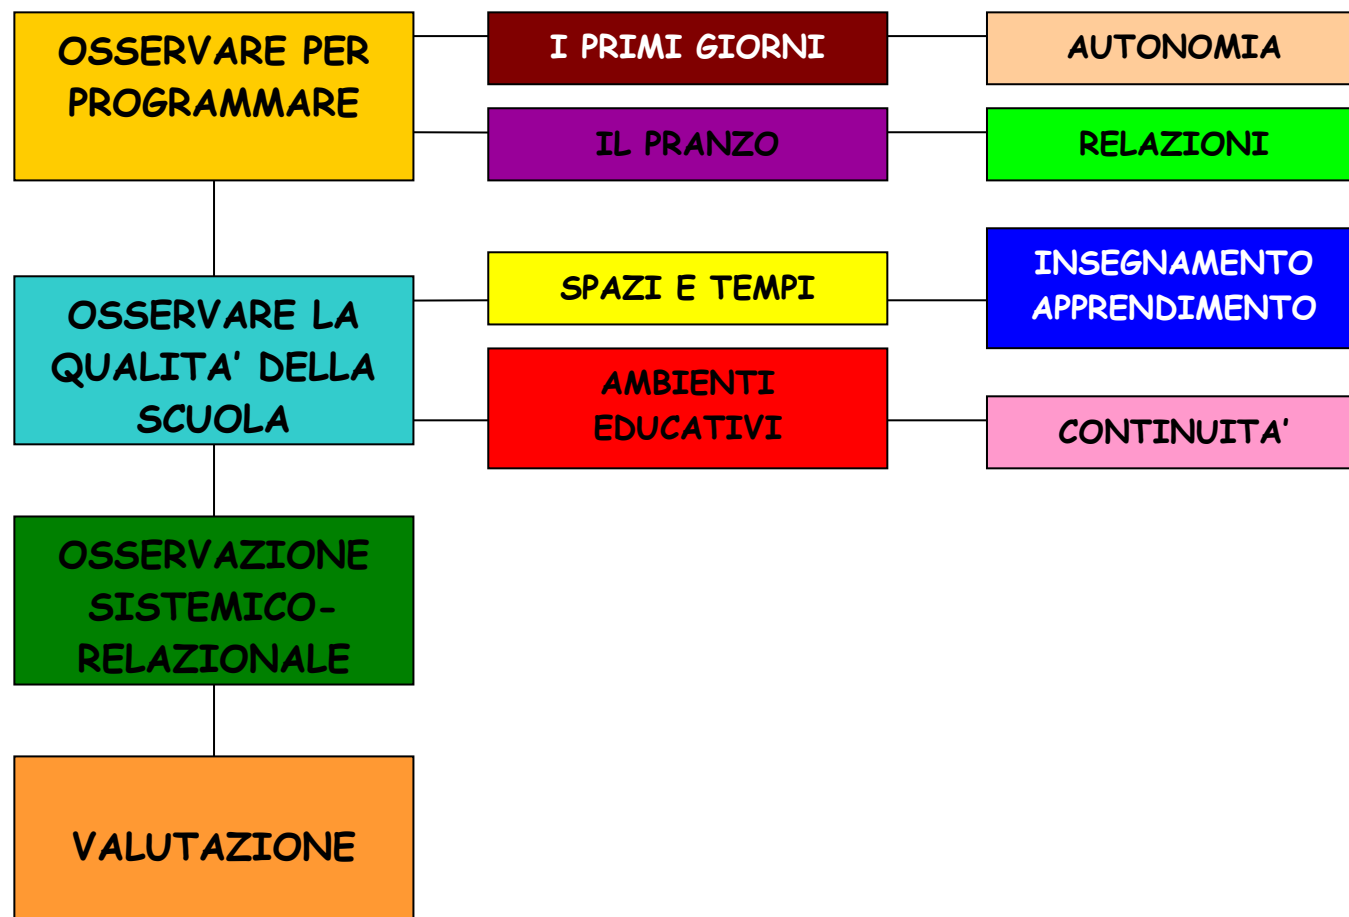 OSSERVARE PER
PROGRAMMARE
I PRIMI GIORNI
AUTONOMIA
IL PRANZO
RELAZIONI
OSSERVARE LA
QUALITA' DELLA
SCUOLA
SPAZI E TEMPI
INSEGNAMENTO
APPRENDIMENTO
AMBIENTI
EDUCATIVI
CONTINUITA'
OSSERVAZIONE
SISTEMICO-
RELAZIONALE
VALUTAZIONE